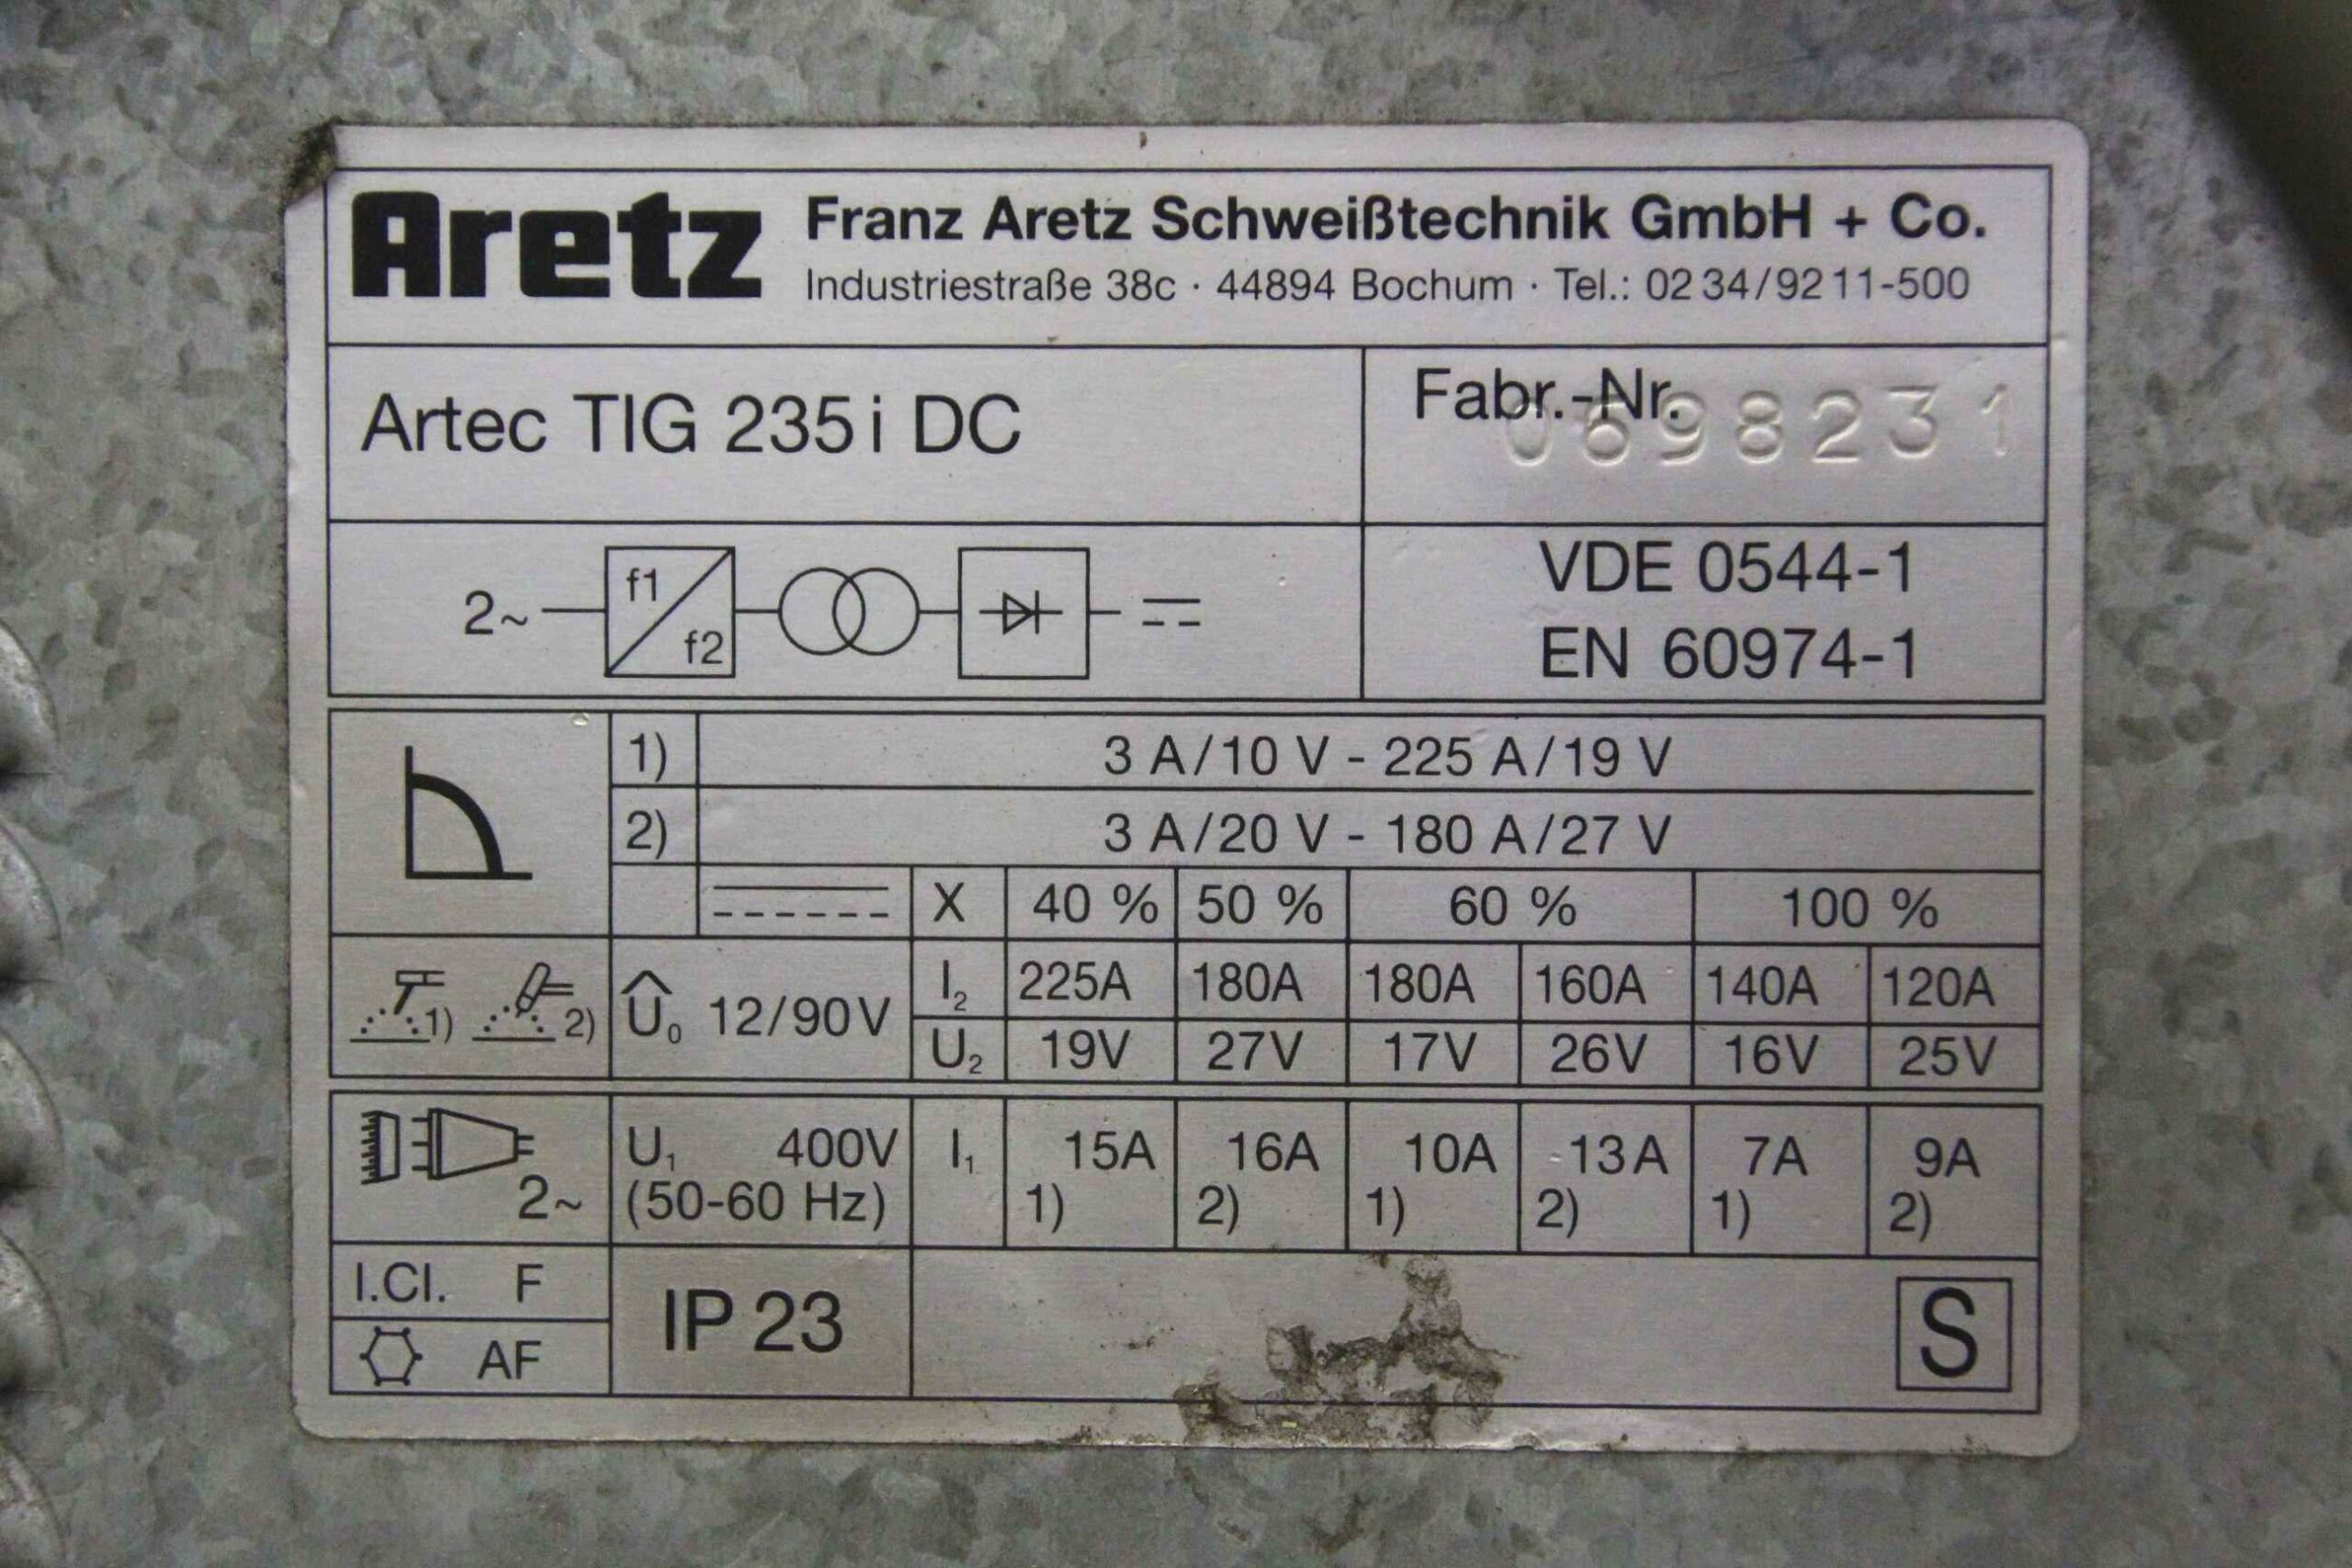 Aretz Franz Aretz Schweißtechnik GmbH + Co.
Industriestraße 38c · 44894 Bochum · Tel.: 02 34/92 11-500
Artec TIG 235 i DC
Fabr.-Nr. 0698231
2~ f1 f2
VDE 0544-1
EN 60974-1
1) 3 A/10 V - 225 A/19 V
2) 3 A/20 V - 180 A/27 V
X 40 % 50 % 60 % 100 %
1) 2) Û₀ 12/90 V
I₂ 225A 180A 180A 160A 140A 120A
U₂ 19V 27V 17V 26V 16V 25V
2~ U₁ 400V
(50-60 Hz)
I₁ 15A 16A 10A 13A 7A 9A
1) 2) 1) 2) 1) 2)
I.Cl. F
AF
IP 23
S